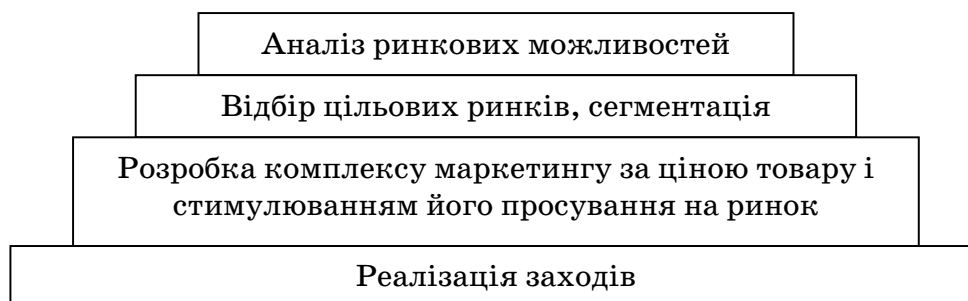 Аналіз ринкових можливостей
Відбір цільових ринків, сегментація
Розробка комплексу маркетингу за ціною товару і
стимулюванням його просування на ринок
Реалізація заходів